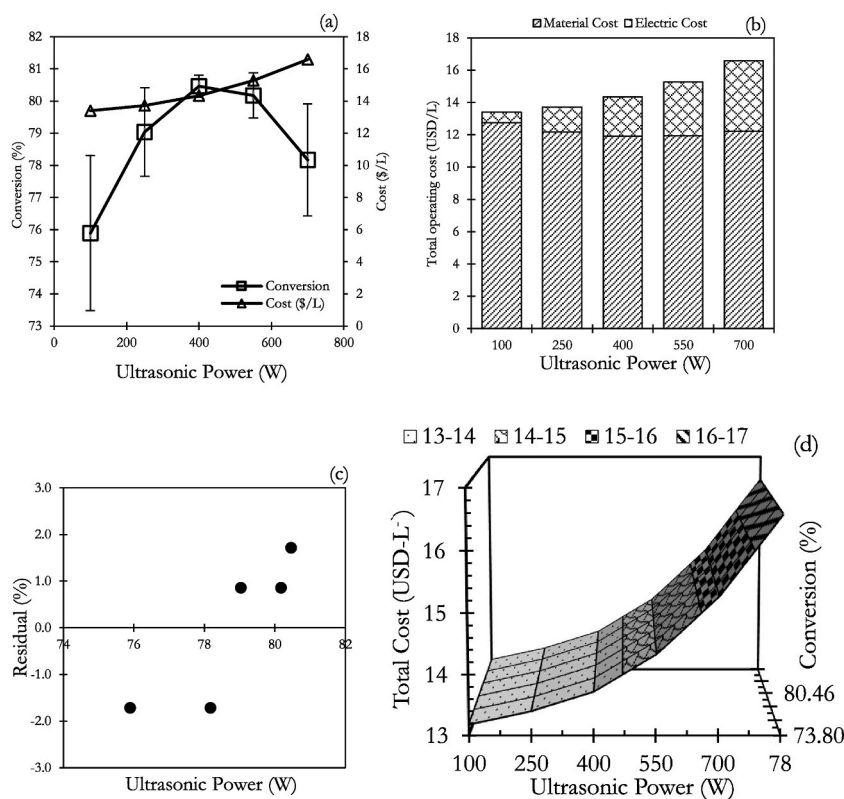 (a)
82
81
80
79
78
77
76
75
74
73
Conversion (%)
18
16
14
12
10
8
6
4
2
0
Cost ($/L)
Conversion
Cost ($/L)
0 200 400 600 800
Ultrasonic Power (W)
Material Cost Electric Cost (b)
18
16
14
12
10
8
6
4
2
0
Total operating cost (USD/L)
100 250 400 550 700
Ultrasonic Power (W)
(c)
3.0
2.0
1.0
0.0
-1.0
-2.0
-3.0
Residual (%)
74 76 78 80 82
Ultrasonic Power (W)
13-14 14-15 15-16 16-17
(d)
17
16
15
14
13
Total Cost (USD-L-)
Conversion (%)
80.46
73.80
100 250 400 550 700 78
Ultrasonic Power (W)